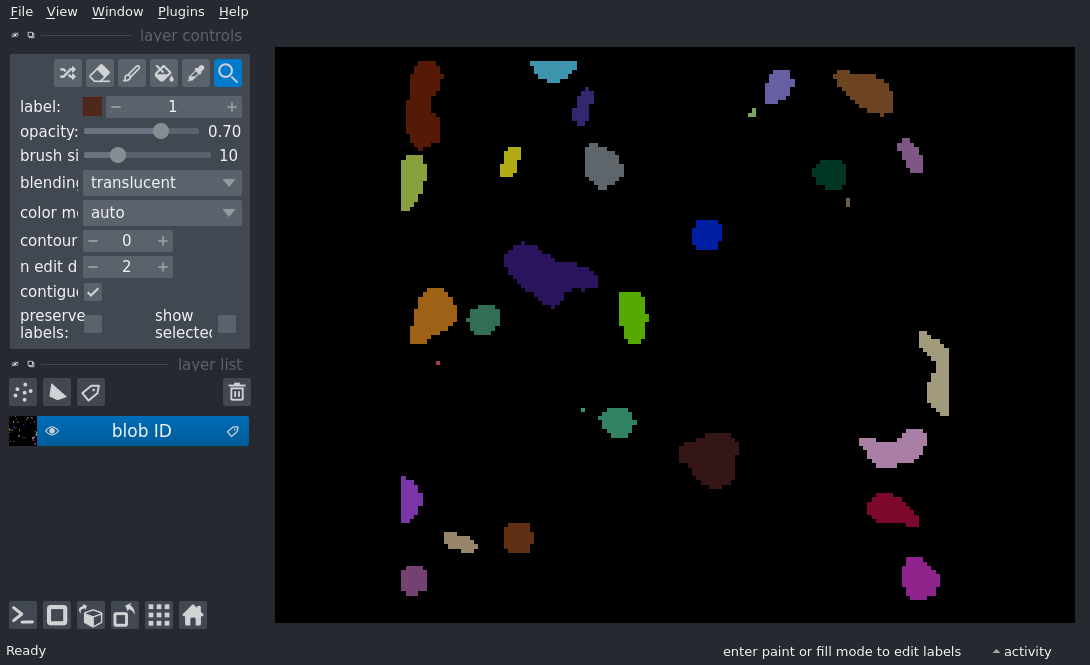 File View Window Plugins Help
layer controls
label: 1
opacity: 0.70
brush si 10
blending translucent
color m auto
contour 0
n edit d 2
contigu
preserve labels: show selected
layer list
blob ID
Ready enter paint or fill mode to edit labels activity